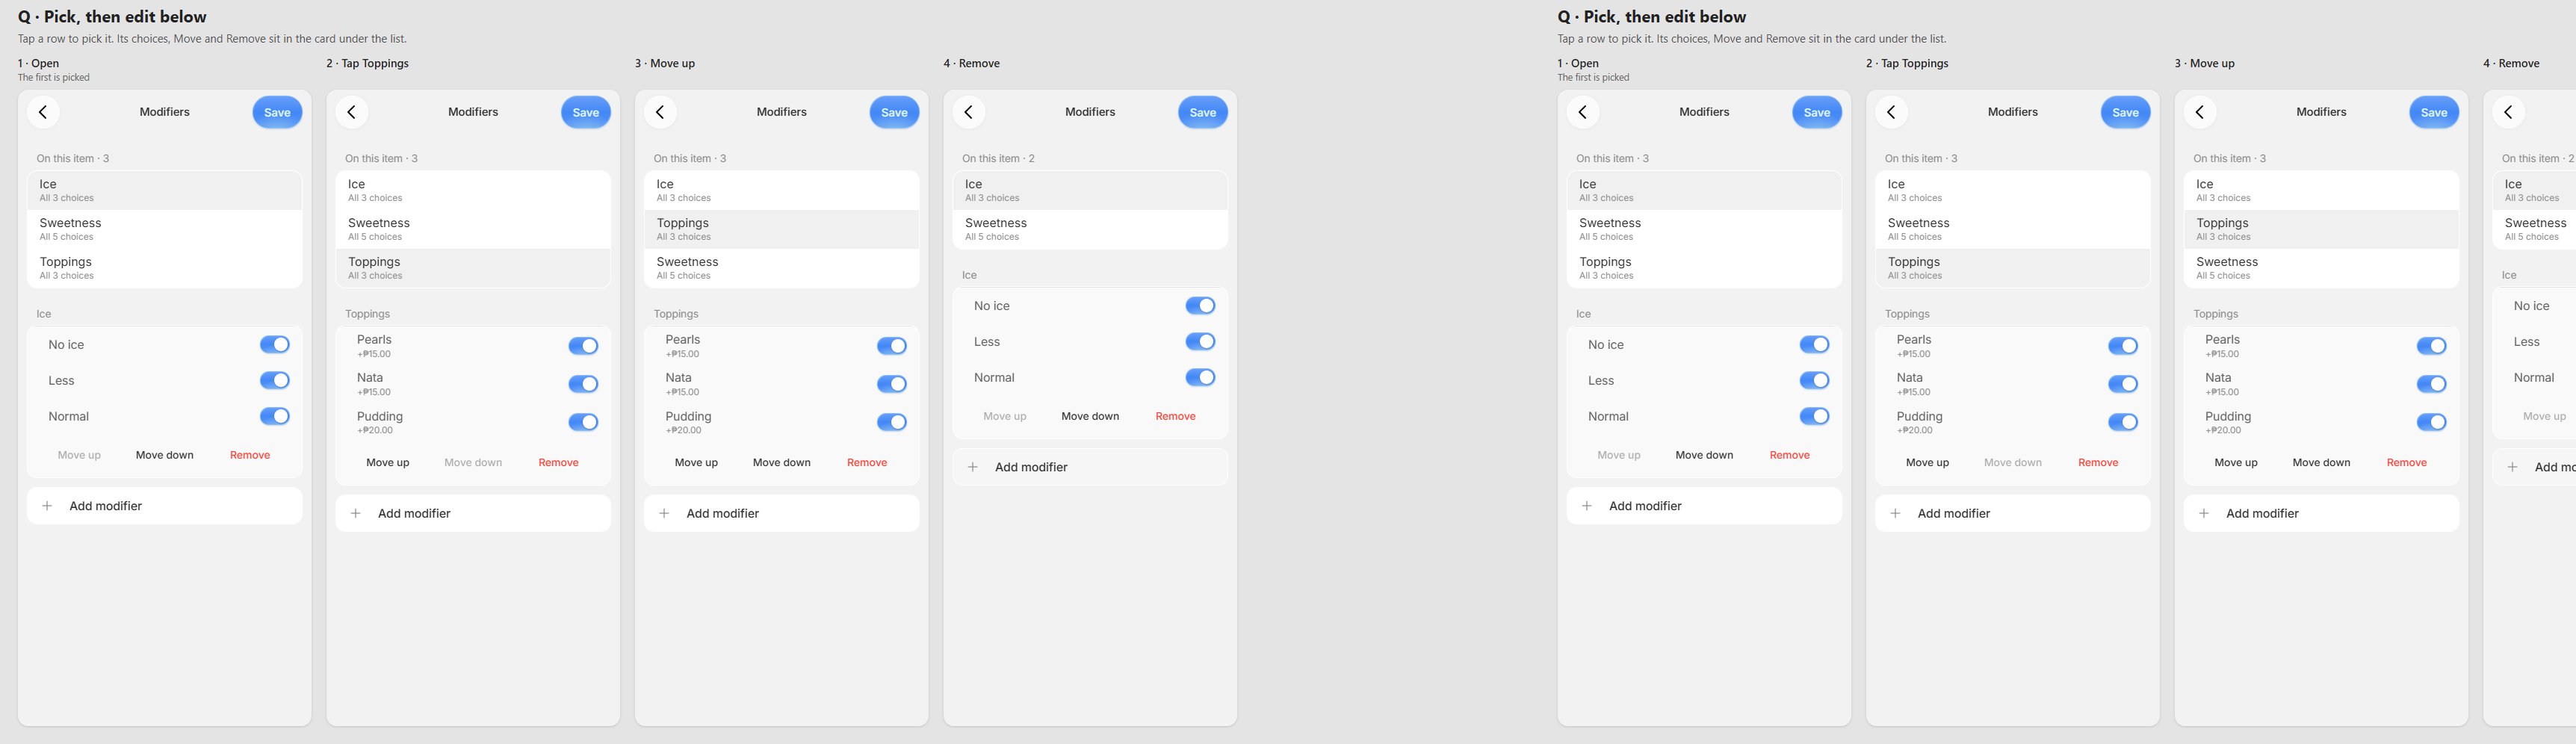 Q · Pick, then edit below
Tap a row to pick it. Its choices, Move and Remove sit in the card under the list.
1 · Open
The first is picked
Modifiers
Save
On this item · 3
Ice
All 3 choices
Sweetness
All 5 choices
Toppings
All 3 choices
Ice
No ice
Less
Normal
Move up Move down Remove
+ Add modifier
2 · Tap Toppings
Modifiers
Save
On this item · 3
Ice
All 3 choices
Sweetness
All 5 choices
Toppings
All 3 choices
Toppings
Pearls
+₱15.00
Nata
+₱15.00
Pudding
+₱20.00
Move up Move down Remove
+ Add modifier
3 · Move up
Modifiers
Save
On this item · 3
Ice
All 3 choices
Toppings
All 3 choices
Sweetness
All 5 choices
Toppings
Pearls
+₱15.00
Nata
+₱15.00
Pudding
+₱20.00
Move up Move down Remove
+ Add modifier
4 · Remove
Modifiers
Save
On this item · 2
Ice
All 3 choices
Sweetness
All 5 choices
Ice
No ice
Less
Normal
Move up Move down Remove
+ Add modifier
Q · Pick, then edit below
Tap a row to pick it. Its choices, Move and Remove sit in the card under the list.
1 · Open
The first is picked
Modifiers
Save
On this item · 3
Ice
All 3 choices
Sweetness
All 5 choices
Toppings
All 3 choices
Ice
No ice
Less
Normal
Move up Move down Remove
+ Add modifier
2 · Tap Toppings
Modifiers
Save
On this item · 3
Ice
All 3 choices
Sweetness
All 5 choices
Toppings
All 3 choices
Toppings
Pearls
+₱15.00
Nata
+₱15.00
Pudding
+₱20.00
Move up Move down Remove
+ Add modifier
3 · Move up
Modifiers
Save
On this item · 3
Ice
All 3 choices
Toppings
All 3 choices
Sweetness
All 5 choices
Toppings
Pearls
+₱15.00
Nata
+₱15.00
Pudding
+₱20.00
Move up Move down Remove
+ Add modifier
4 · Remove
On this item · 2
Ice
All 3 choices
Sweetness
All 5 choices
Ice
No ice
Less
Normal
Move up
+ Add